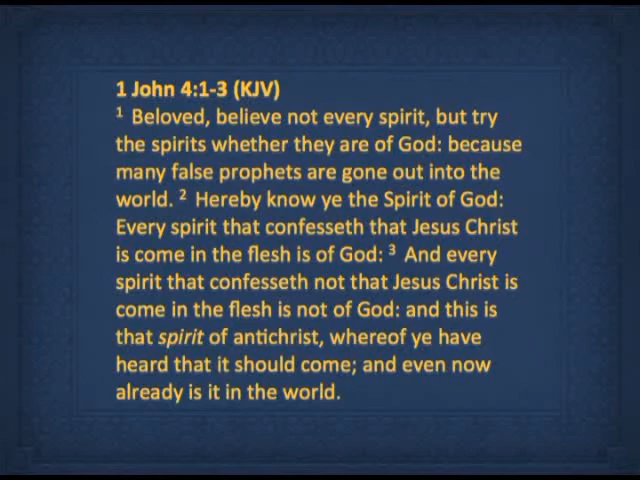 1 John 4:1-3 (KJV)
1 Beloved, believe not every spirit, but try
the spirits whether they are of God: because
many false prophets are gone out into the
world. 2 Hereby know ye the Spirit of God:
Every spirit that confesseth that Jesus Christ
is come in the flesh is of God: 3 And every
spirit that confesseth not that Jesus Christ is
come in the flesh is not of God: and this is
that spirit of antichrist, whereof ye have
heard that it should come; and even now
already is it in the world.